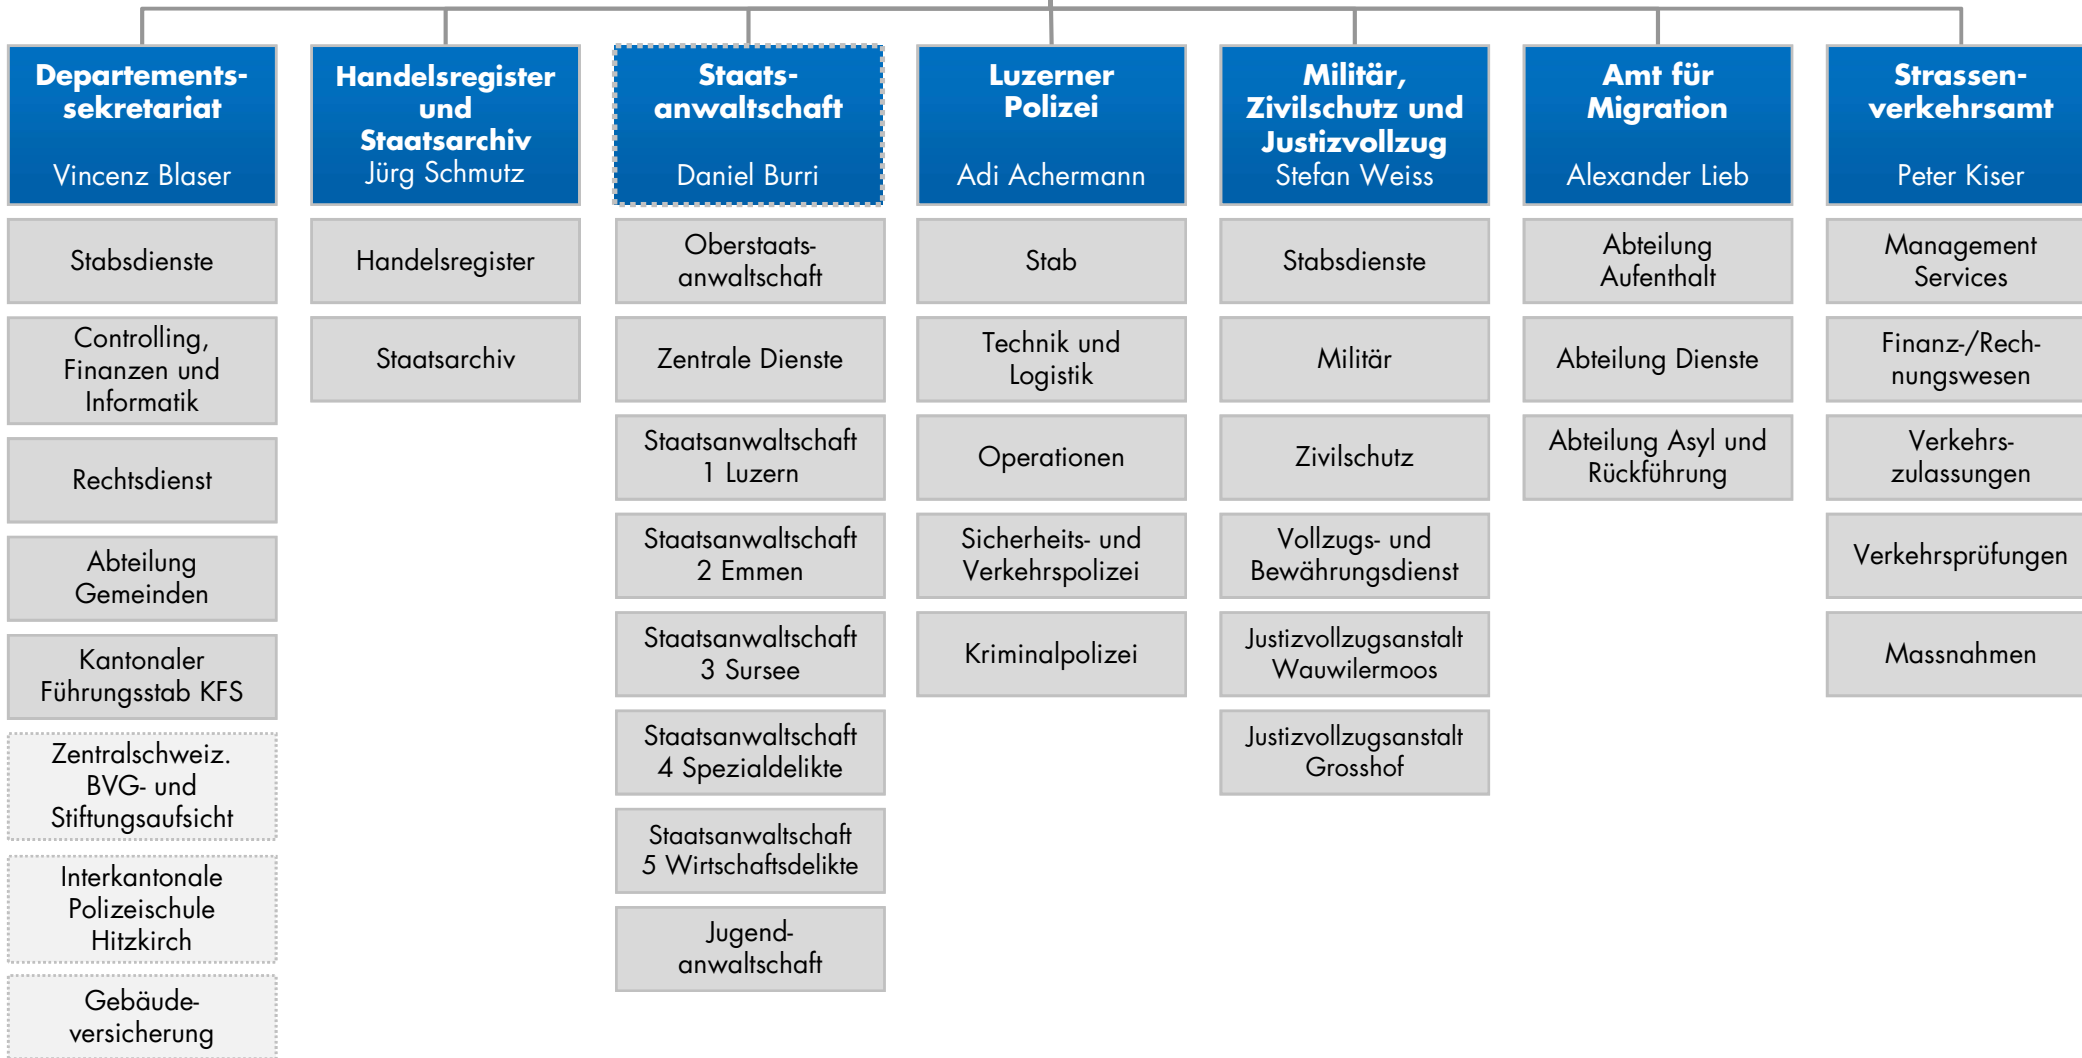 Departements-
sekretariat
Vincenz Blaser
Handelsregister
und
Staatsarchiv
Jürg Schmutz
Staats-
anwaltschaft
Daniel Burri
Luzerner
Polizei
Adi Achermann
Militär,
Zivilschutz und
Justizvollzug
Stefan Weiss
Amt für
Migration
Alexander Lieb
Strassen-
verkehrsamt
Peter Kiser
Stabsdienste
Controlling,
Finanzen und
Informatik
Rechtsdienst
Abteilung
Gemeinden
Kantonaler
Führungsstab KFS
Zentralschweiz.
BVG- und
Stiftungsaufsicht
Interkantonale
Polizeischule
Hitzkirch
Gebäude-
versicherung
Handelsregister
Staatsarchiv
Oberstaats-
anwaltschaft
Zentrale Dienste
Staatsanwaltschaft
1 Luzern
Staatsanwaltschaft
2 Emmen
Staatsanwaltschaft
3 Sursee
Staatsanwaltschaft
4 Spezialdelikte
Staatsanwaltschaft
5 Wirtschaftsdelikte
Jugend-
anwaltschaft
Stab
Technik und
Logistik
Operationen
Sicherheits- und
Verkehrspolizei
Kriminalpolizei
Stabsdienste
Militär
Zivilschutz
Vollzugs- und
Bewährungsdienst
Justizvollzugsanstalt
Wauwilermoos
Justizvollzugsanstalt
Grosshof
Abteilung
Aufenthalt
Abteilung Dienste
Abteilung Asyl und
Rückführung
Management
Services
Finanz-/Rech-
nungswesen
Verkehrs-
zulassungen
Verkehrsprüfungen
Massnahmen